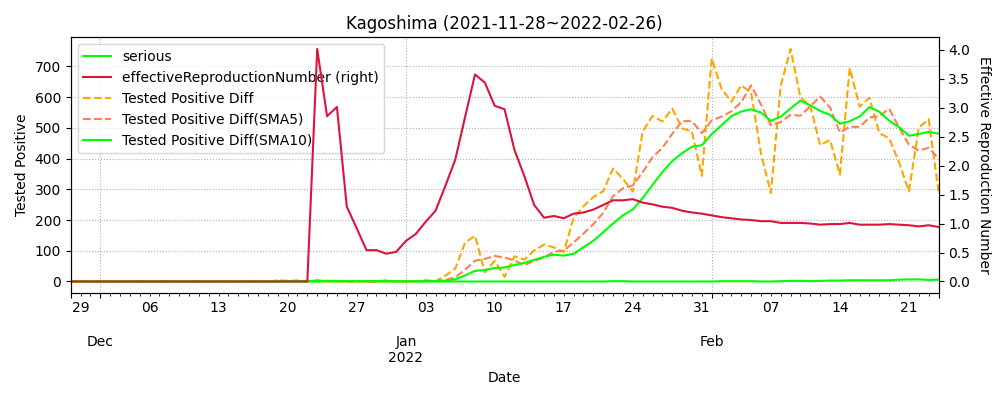 Kagoshima (2021-11-28~2022-02-26)
serious
effectiveReproductionNumber (right)
Tested Positive Diff
Tested Positive Diff(SMA5)
Tested Positive Diff(SMA10)
Tested Positive
700
600
500
400
300
200
100
0
4.0
3.5
3.0
2.5
2.0
1.5
1.0
0.5
0.0
Effective Reproduction Number
29 06 13 20 27 03 10 17 24 31 07 14 21
Dec Jan Feb
2022
Date